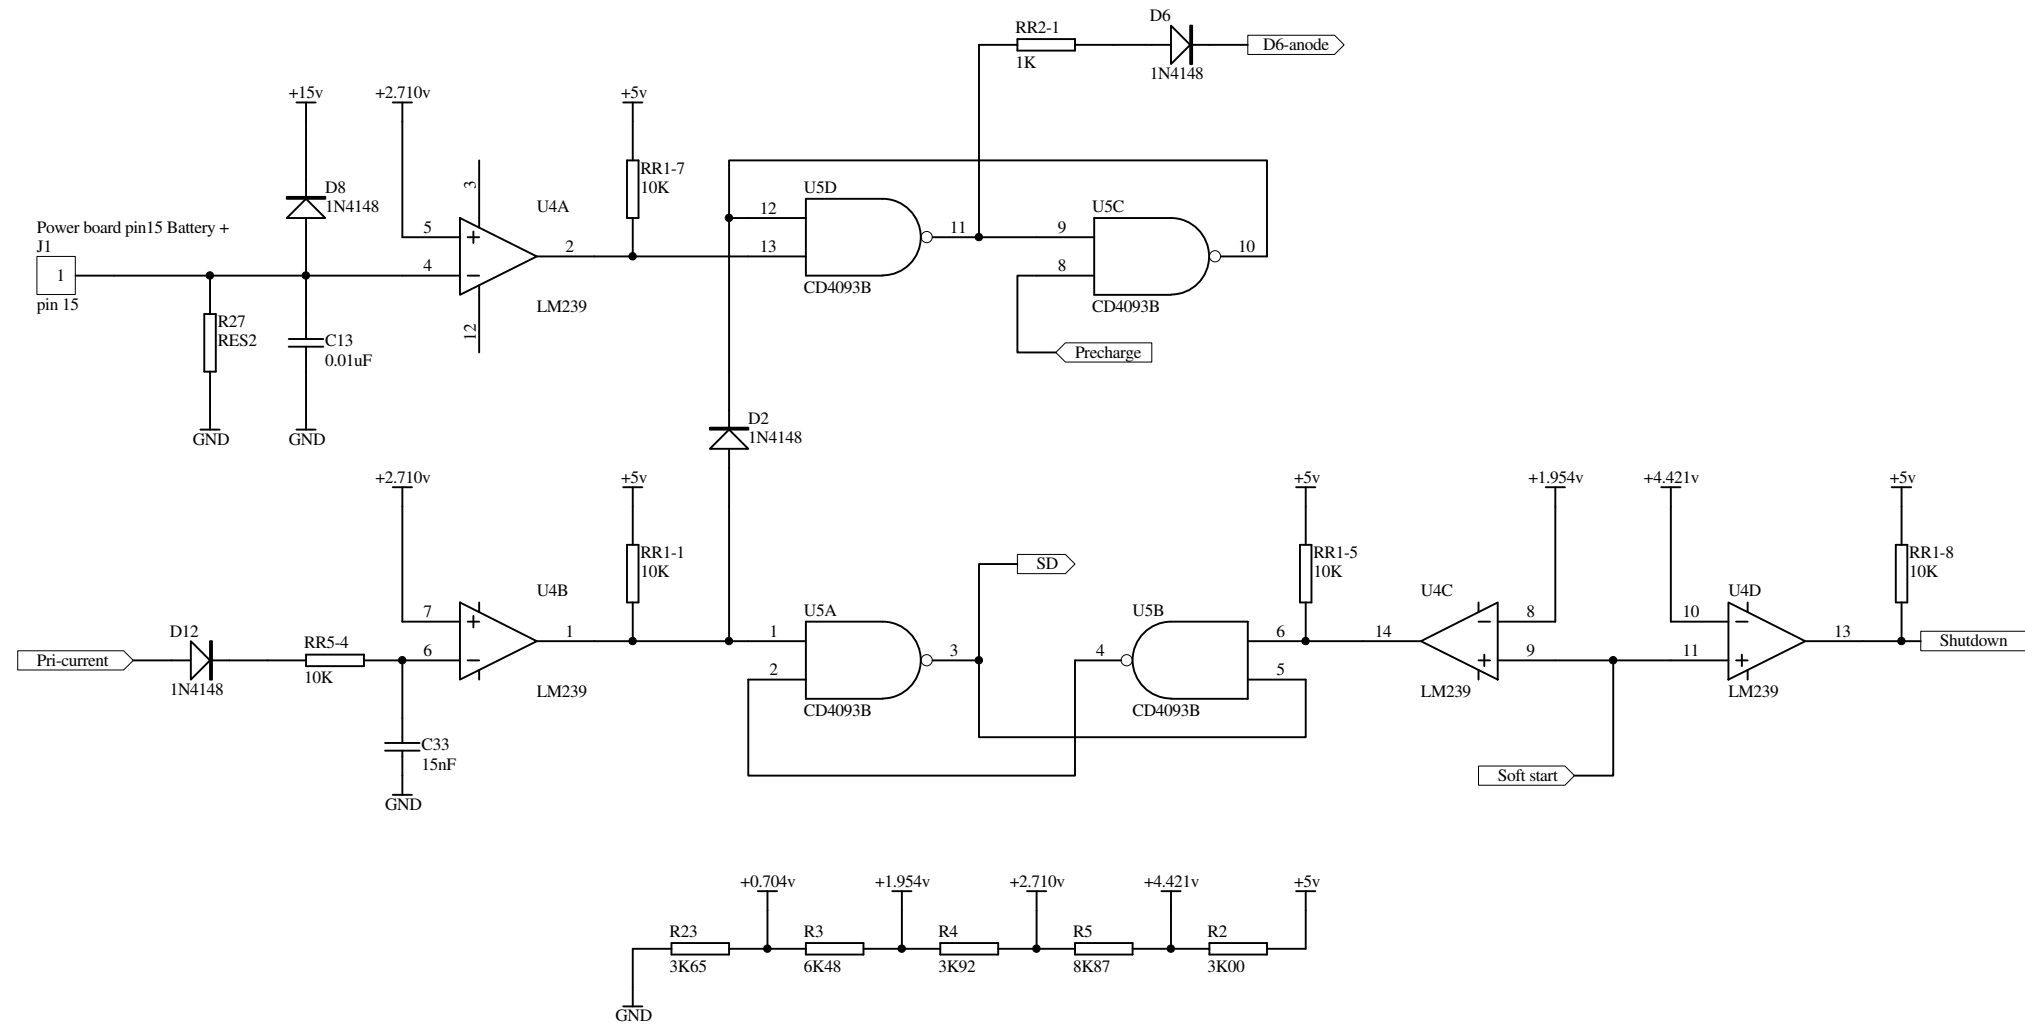 D6
RR2-1
D6-anode
1K
1N4148
+15v
+2.710v
+5v
RR1-7
10K
3
D8
1N4148
U4A
U5D
U5C
Power board pin15 Battery +
J1
1
pin 15
5
4
2
12
13
11
9
8
10
CD4093B
CD4093B
LM239
12
R27
RES2
C13
0.01uF
Precharge
GND
GND
D2
1N4148
+2.710v
+5v
+5v
+1.954v
+4.421v
+5v
RR1-1
10K
SD
RR1-5
10K
RR1-8
10K
U4B
U4C
U4D
U5A
U5B
7
6
1
1
2
3
4
6
5
14
8
9
10
11
13
Shutdown
D12
Pri-current
1N4148
RR5-4
10K
LM239
CD4093B
CD4093B
LM239
LM239
C33
15nF
GND
Soft start
+0.704v
+1.954v
+2.710v
+4.421v
+5v
R23
R3
R4
R5
R2
3K65
6K48
3K92
8K87
3K00
GND